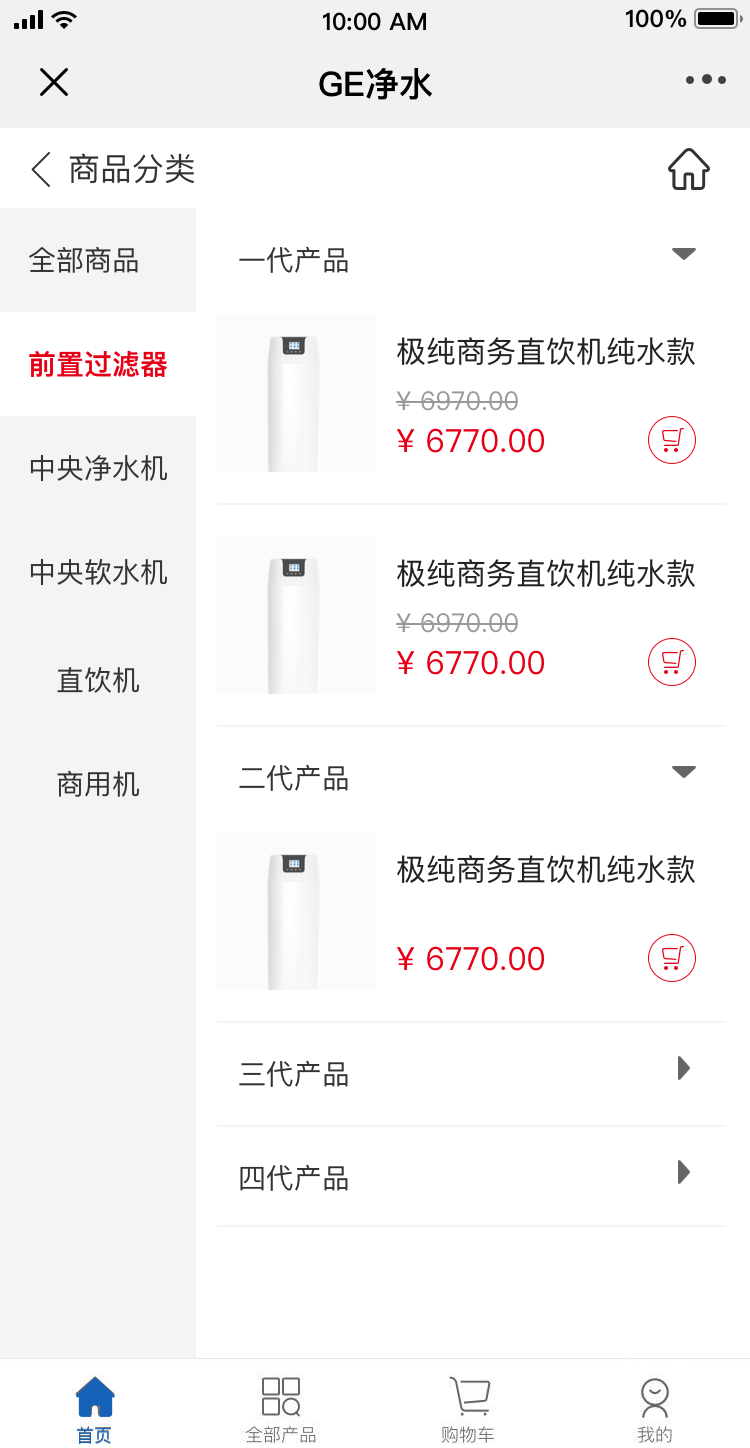 10:00 AM
100%
GE净水
商品分类
全部商品
前置过滤器
中央净水机
中央软水机
直饮机
商用机
一代产品
极纯商务直饮机纯水款
¥ 6970.00
¥ 6770.00
极纯商务直饮机纯水款
¥ 6970.00
¥ 6770.00
二代产品
极纯商务直饮机纯水款
¥ 6770.00
三代产品
四代产品
首页
全部产品
购物车
我的